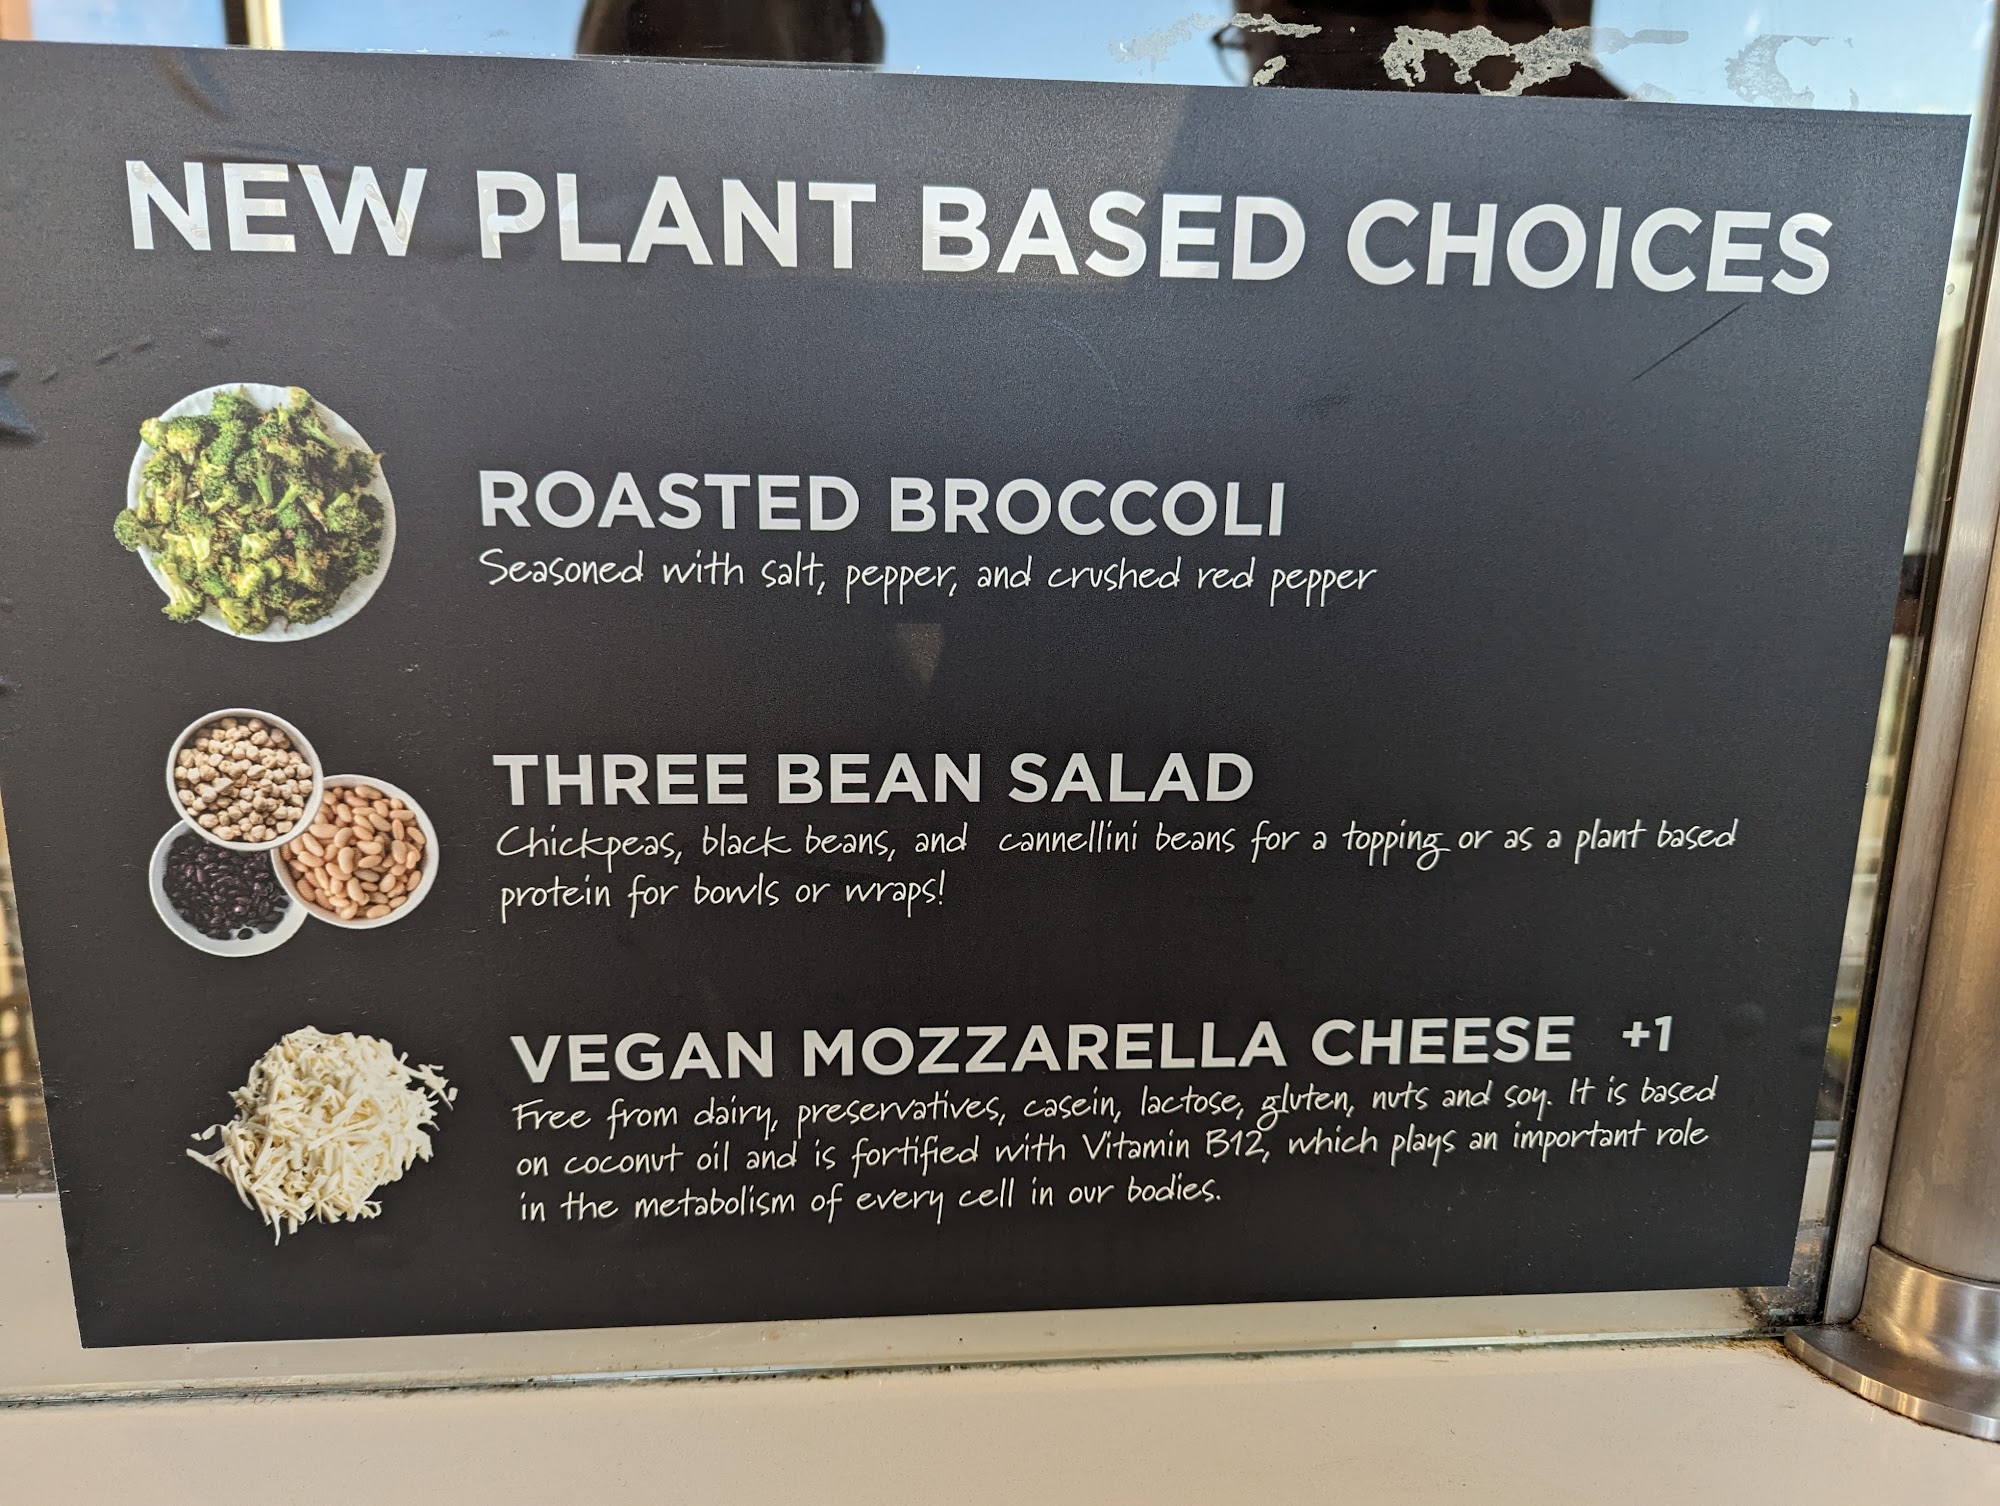 NEW PLANT BASED CHOICES
ROASTED BROCCOLI
Seasoned with salt, pepper, and crushed red pepper
THREE BEAN SALAD
Chickpeas, black beans, and cannellini beans for a topping or as a plant based
protein for bowls or wraps!
VEGAN MOZZARELLA CHEESE +1
Free from dairy, preservatives, casein, lactose, gluten, nuts and soy. It is based
on coconut oil and is fortified with Vitamin B12, which plays an important role
in the metabolism of every cell in our bodies.